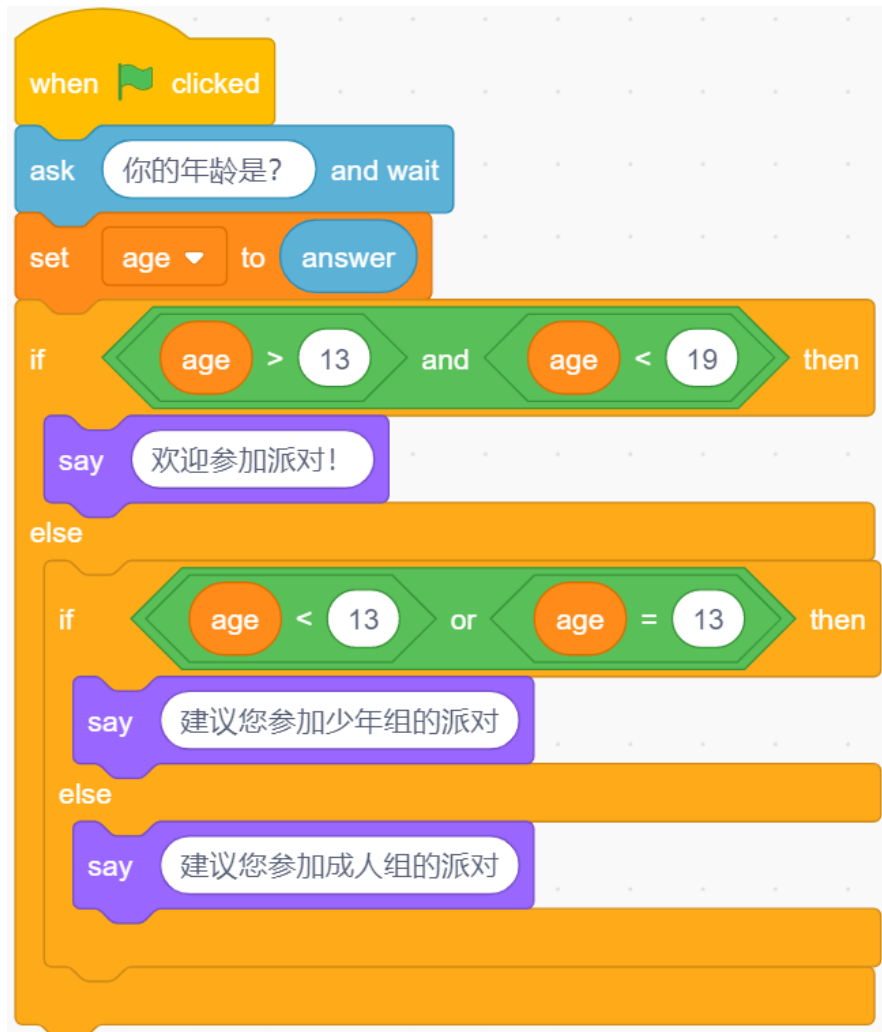 when clicked
ask 你的年龄是? and wait
set age to answer
if age > 13 and age < 19 then
say 欢迎参加派对!
else
if age < 13 or age = 13 then
say 建议您参加少年组的派对
else
say 建议您参加成人组的派对